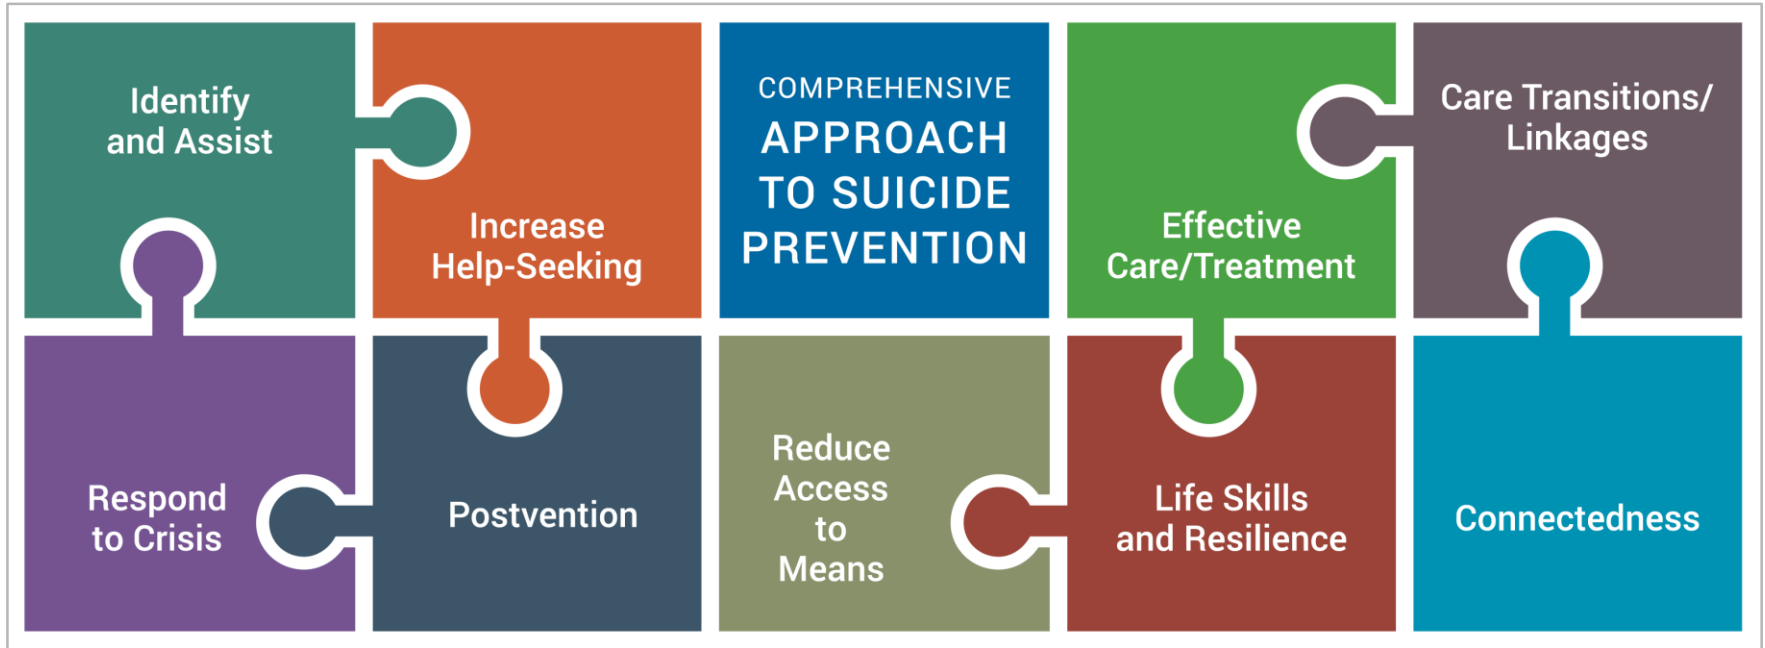 Identify
and Assist
Increase
Help-Seeking
COMPREHENSIVE
APPROACH
TO SUICIDE
PREVENTION
Effective
Care/Treatment
Care Transitions/
Linkages
Respond
to Crisis
Postvention
Reduce
Access
to
Means
Life Skills
and Resilience
Connectedness